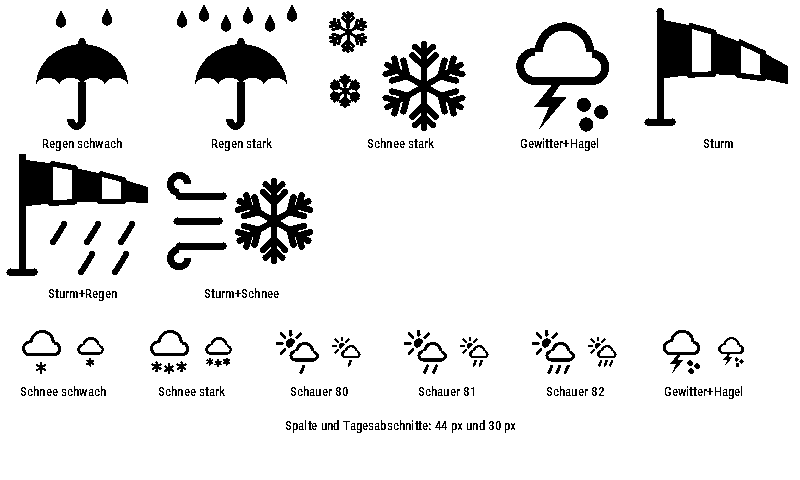 Regen schwach
Regen stark
Schnee stark
Gewitter+Hagel
Sturm
Sturm+Regen
Sturm+Schnee
Schnee schwach
Schnee stark
Schauer 80
Schauer 81
Schauer 82
Gewitter+Hagel
Spalte und Tagesabschnitte: 44 px und 30 px